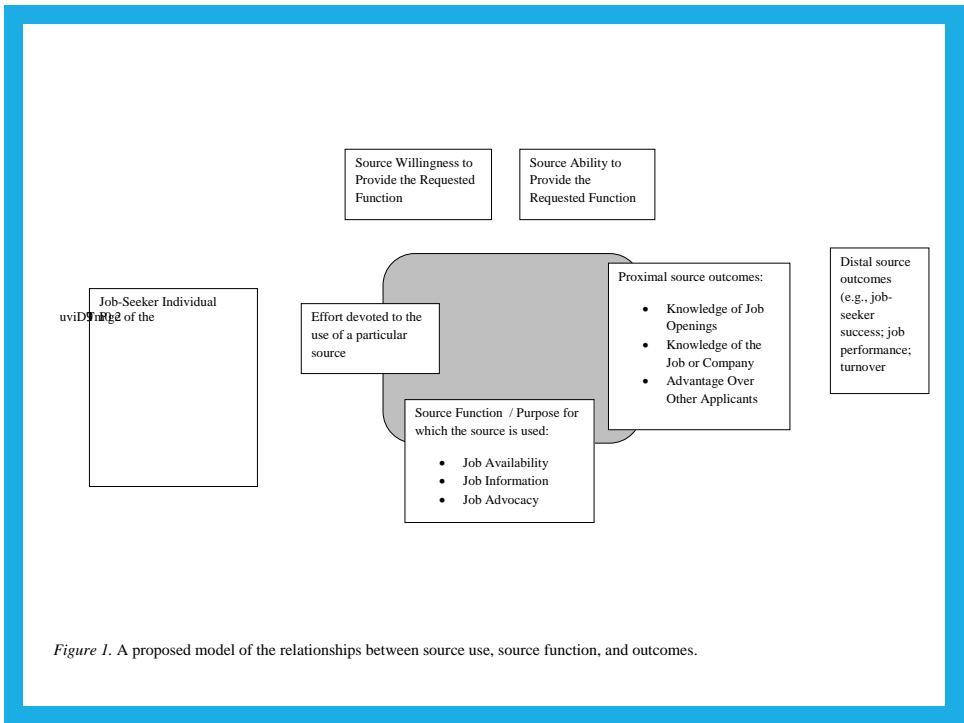 Source Willingness to
Provide the Requested
Function
Source Ability to
Provide the
Requested Function
Job-Seeker Individual
of the
Effort devoted to the
use of a particular
source
Source Function / Purpose for
which the source is used:
• Job Availability
• Job Information
• Job Advocacy
Proximal source outcomes:
• Knowledge of Job
Openings
• Knowledge of the
Job or Company
• Advantage Over
Other Applicants
Distal source
outcomes
(e.g., job-
seeker
success; job
performance;
turnover
Figure 1. A proposed model of the relationships between source use, source function, and outcomes.